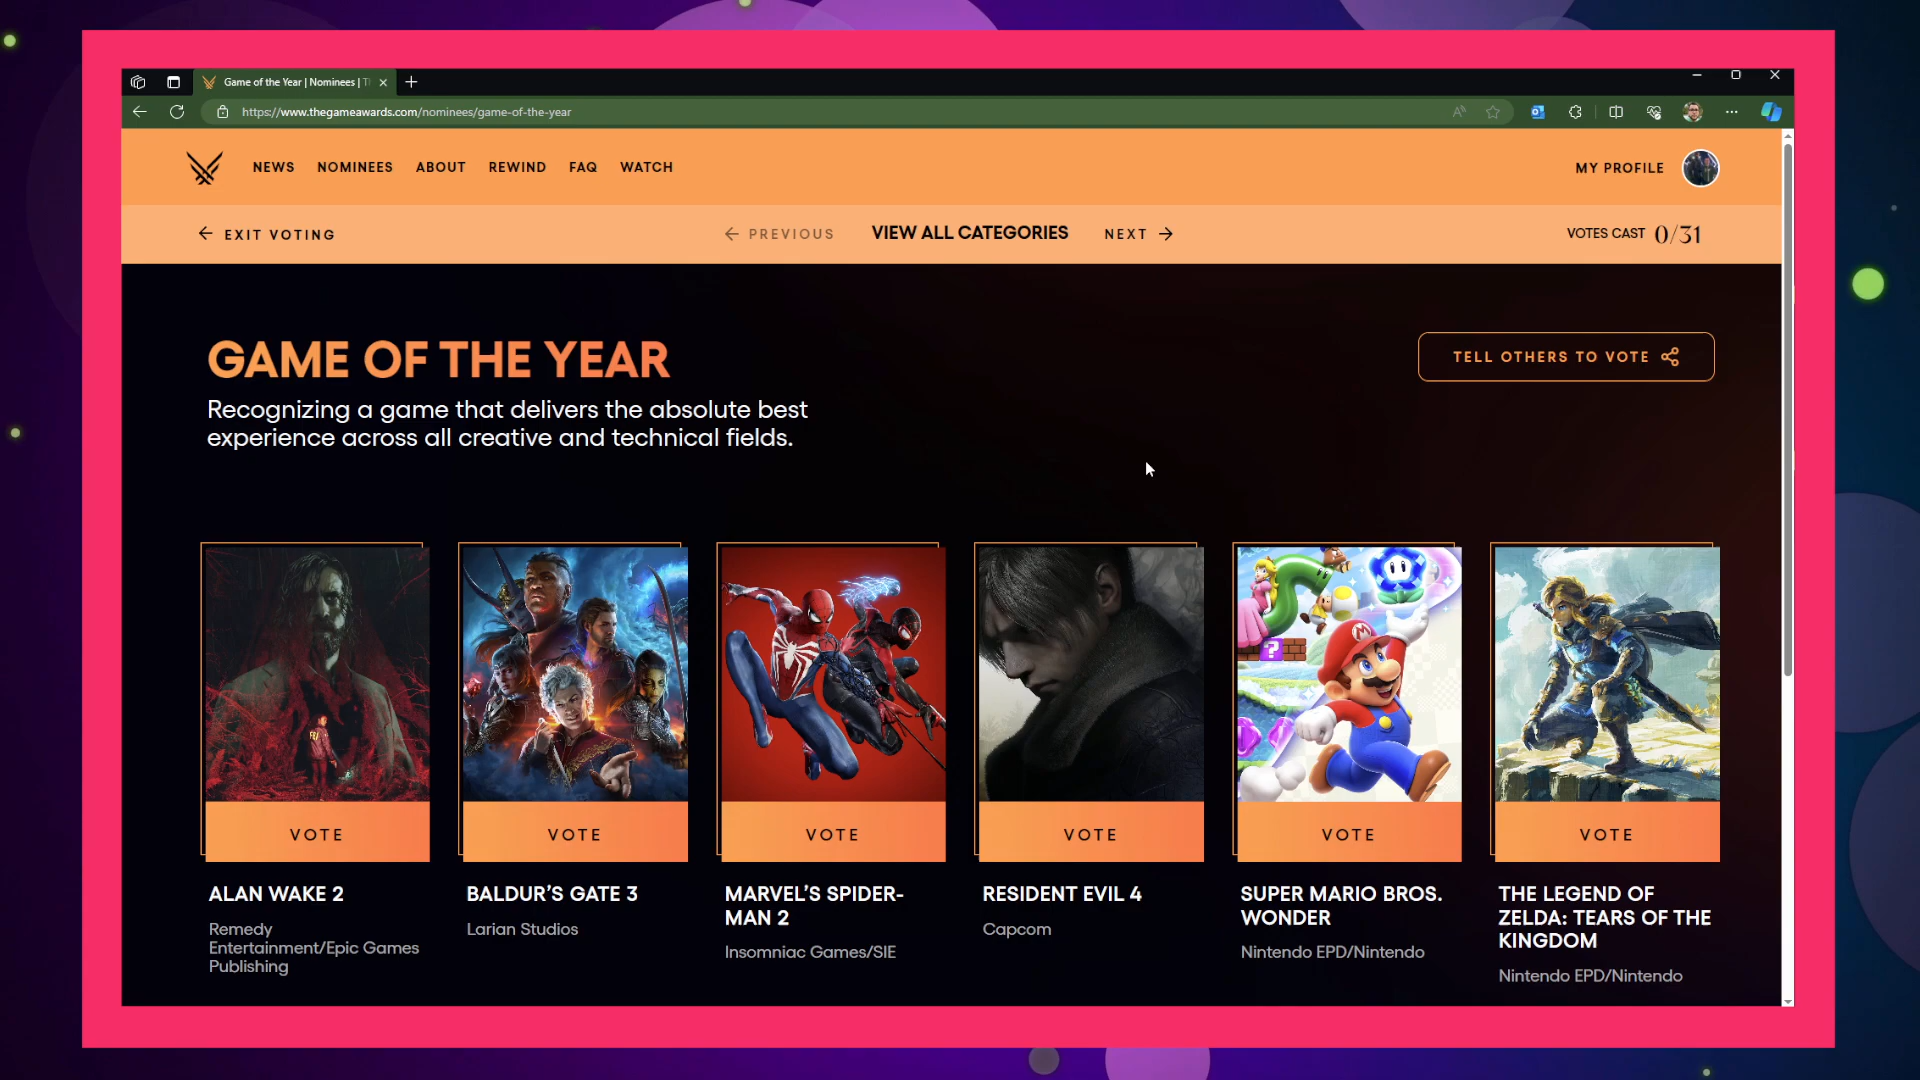 Game of the Year | Nominees | T
https://www.thegameawards.com/nominees/game-of-the-year
NEWS NOMINEES ABOUT REWIND FAQ WATCH
MY PROFILE
EXIT VOTING
PREVIOUS
VIEW ALL CATEGORIES
NEXT
VOTES CAST 0/31
GAME OF THE YEAR
Recognizing a game that delivers the absolute best
experience across all creative and technical fields.
TELL OTHERS TO VOTE
FBI
?
M
VOTE VOTE VOTE VOTE VOTE VOTE
ALAN WAKE 2
Remedy
Entertainment/Epic Games
Publishing
BALDUR’S GATE 3
Larian Studios
MARVEL’S SPIDER-
MAN 2
Insomniac Games/SIE
RESIDENT EVIL 4
Capcom
SUPER MARIO BROS.
WONDER
Nintendo EPD/Nintendo
THE LEGEND OF
ZELDA: TEARS OF THE
KINGDOM
Nintendo EPD/Nintendo